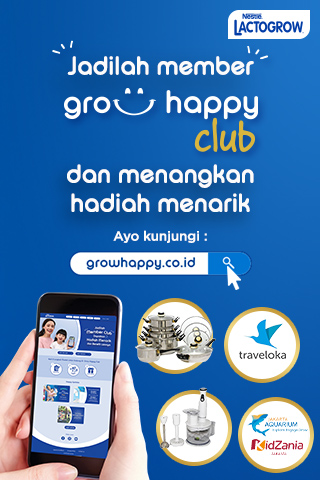 Nestlé
LACTOGROW
Jadilah member
grow happy
club
dan menangkan
hadiah menarik
Ayo kunjungi :
growhappy.co.id
traveloka
JAKARTA
AQUARIUM
KidZania
Jakarta